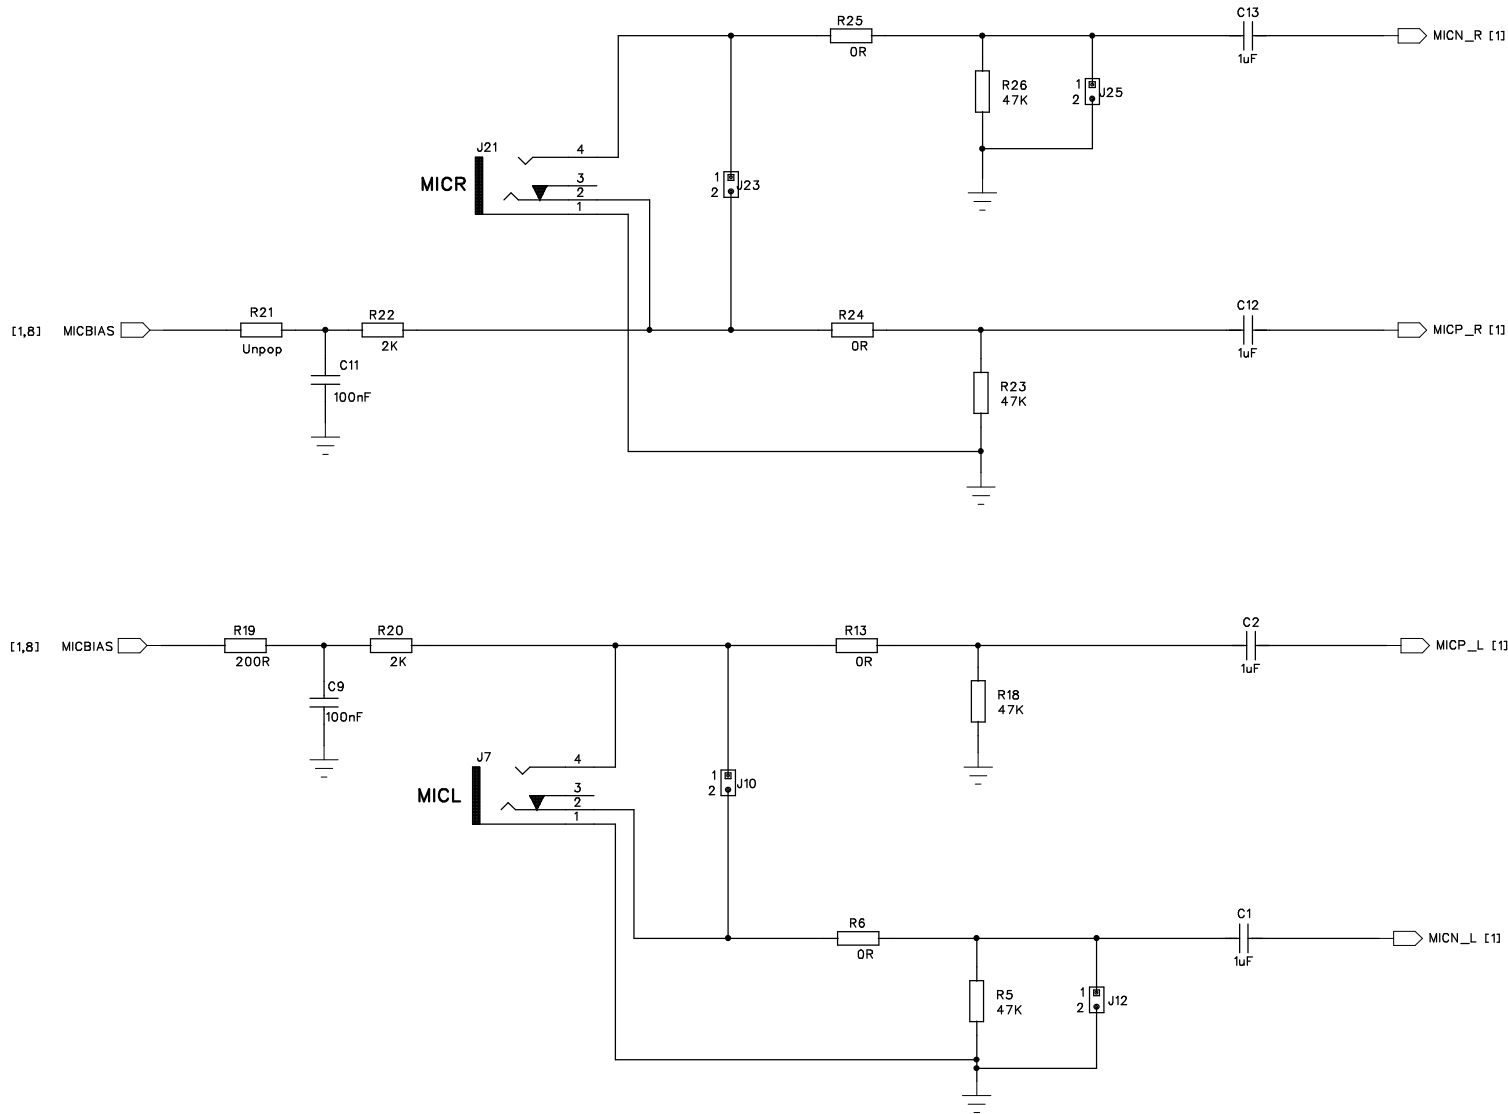 C13
R25
MICN_R [1]
0R
1uF
R26
47K
1
2
J25
J21
4
MICR
3
2
1
1
2
J23
C12
R21
R22
R24
[1,8] MICBIAS
MICP_R [1]
Unpop
2K
0R
1uF
C11
100nF
R23
47K
C2
R19
R20
R13
[1,8] MICBIAS
MICP_L [1]
200R
2K
0R
1uF
C9
100nF
R18
47K
J7
4
MICL
3
2
1
1
2
J10
C1
R6
MICN_L [1]
0R
1uF
R5
47K
1
2
J12